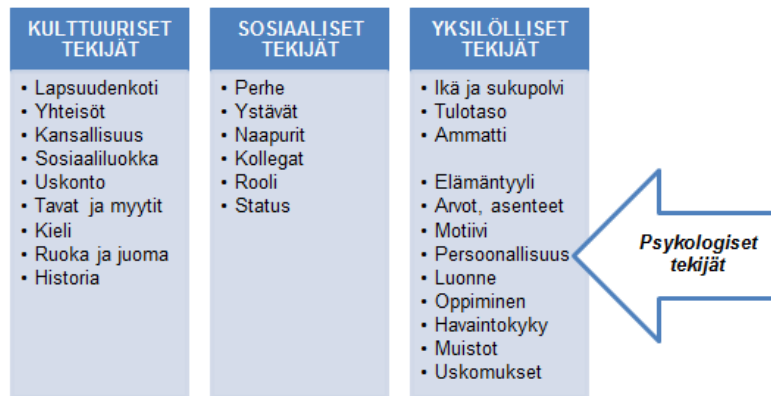 KULTTUURISET
TEKIJÄT
• Lapsuudenkoti
• Yhteisöt
• Kansallisuus
• Sosiaaliluokka
• Uskonto
• Tavat ja myytit
• Kieli
• Ruoka ja juoma
• Historia
SOSIAALISET
TEKIJÄT
• Perhe
• Ystävät
• Naapurit
• Kollegat
• Rooli
• Status
YKSILÖLLISET
TEKIJÄT
• Ikä ja sukupolvi
• Tulotaso
• Ammatti
• Elämäntyyli
• Arvot, asenteet
• Motiivi
• Persoonallisuus
• Luonne
• Oppiminen
• Havaintokyky
• Muistot
• Uskomukset
Psykologiset
tekijät